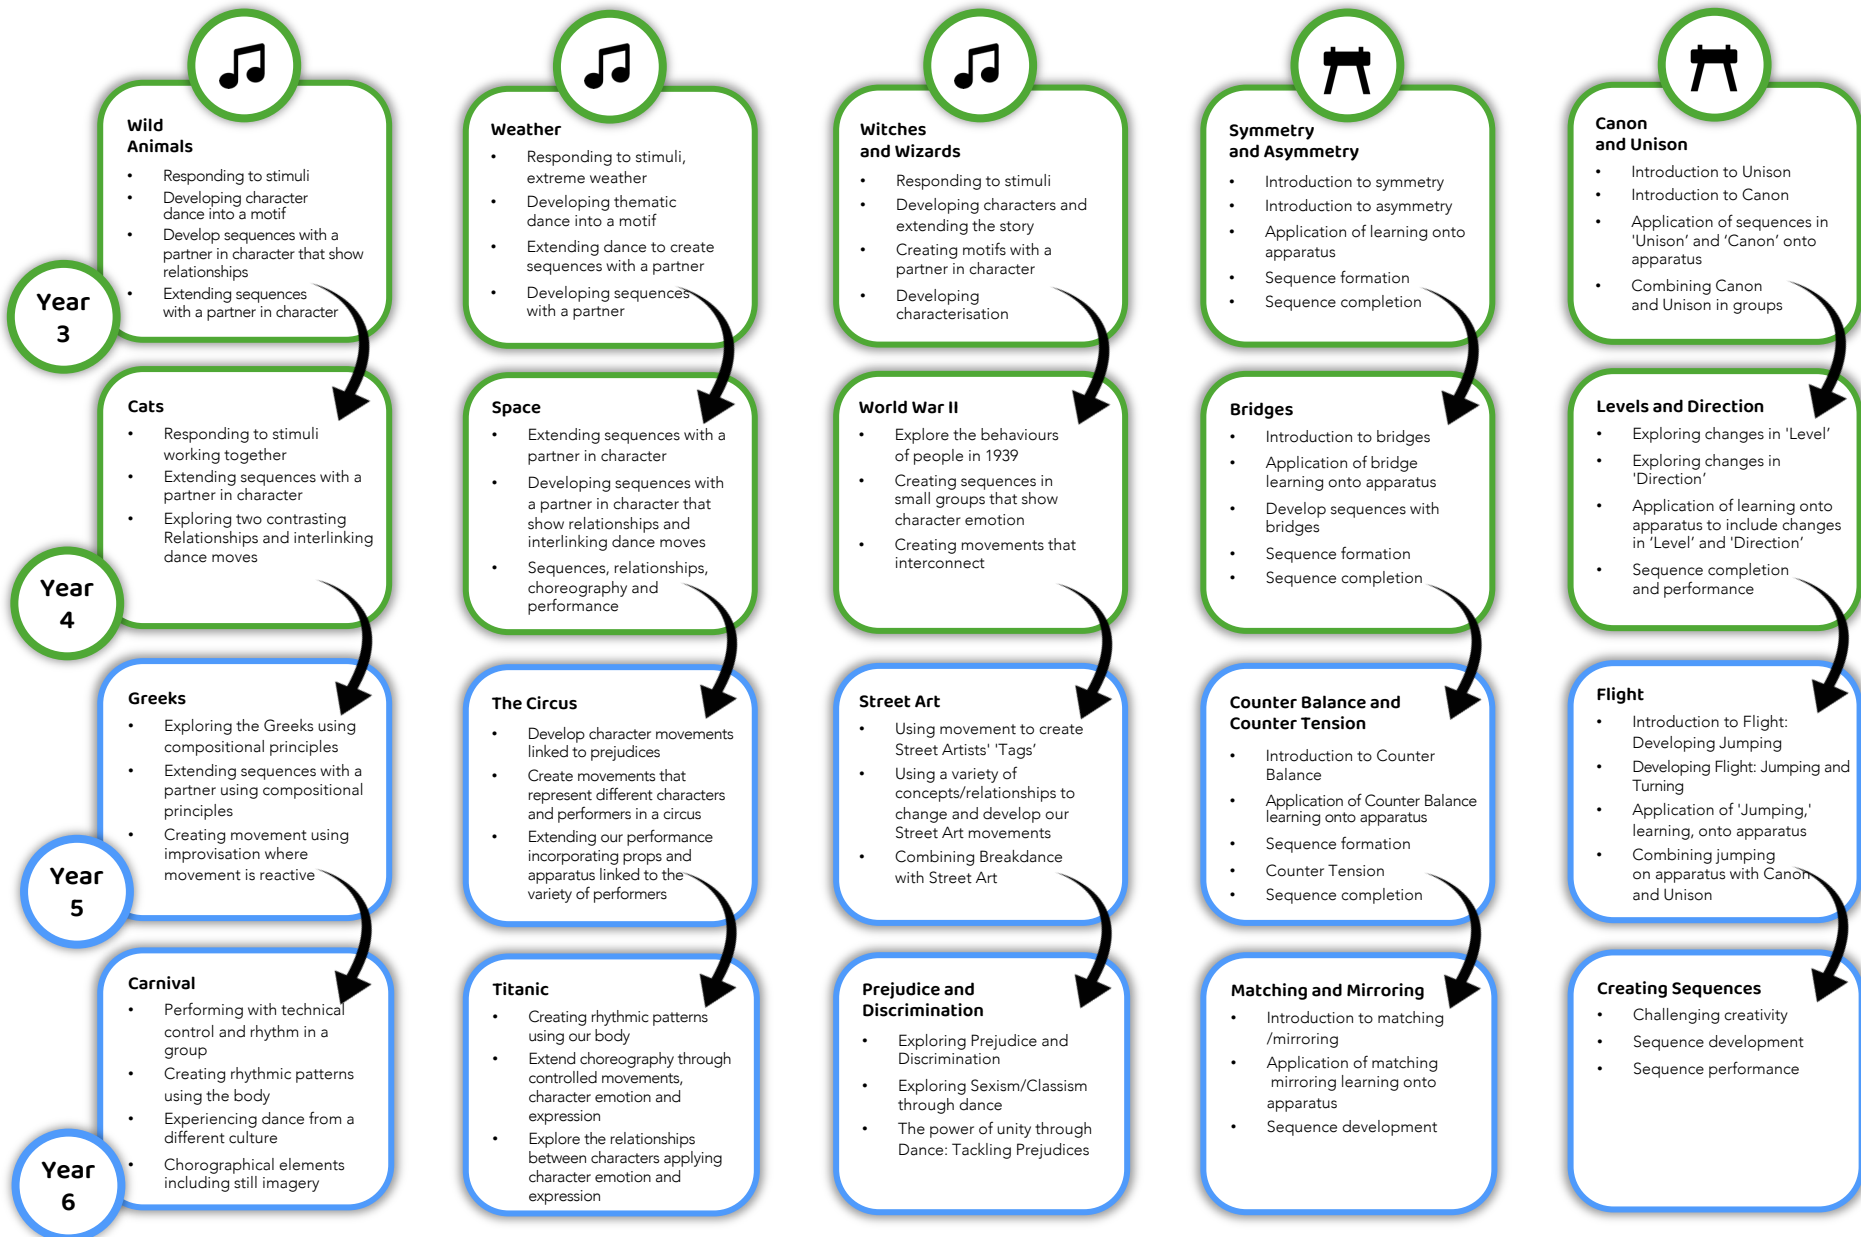 Year
3
Wild
Animals
• Responding to stimuli
• Developing character
dance into a motif
• Develop sequences with a
partner in character that show
relationships
• Extending sequences
with a partner in character
Weather
• Responding to stimuli,
extreme weather
• Developing thematic
dance into a motif
• Extending dance to create
sequences with a partner
• Developing sequences
with a partner
Witches
and Wizards
• Responding to stimuli
• Developing characters and
extending the story
• Creating motifs with a
partner in character
• Developing
characterisation
Symmetry
and Asymmetry
• Introduction to symmetry
• Introduction to asymmetry
• Application of learning onto
apparatus
• Sequence formation
• Sequence completion
Canon
and Unison
• Introduction to Unison
• Introduction to Canon
• Application of sequences in
'Unison’ and ‘Canon’ onto
apparatus
• Combining Canon
and Unison in groups
Year
4
Cats
• Responding to stimuli
working together
• Extending sequences with a
partner in character
• Exploring two contrasting
Relationships and interlinking
dance moves
Space
• Extending sequences with a
partner in character
• Developing sequences with
a partner in character that
show relationships and
interlinking dance moves
• Sequences, relationships,
choreography and
performance
World War II
• Explore the behaviours
of people in 1939
• Creating sequences in
small groups that show
character emotion
• Creating movements that
interconnect
Bridges
• Introduction to bridges
• Application of bridge
learning onto apparatus
• Develop sequences with
bridges
• Sequence formation
• Sequence completion
Levels and Direction
• Exploring changes in 'Level’
• Exploring changes in
'Direction’
• Application of learning onto
apparatus to include changes
in ‘Level’ and 'Direction’
• Sequence completion
and performance
Year
5
Greeks
• Exploring the Greeks using
compositional principles
• Extending sequences with a
partner using compositional
principles
• Creating movement using
improvisation where
movement is reactive
The Circus
• Develop character movements
linked to prejudices
• Create movements that
represent different characters
and performers in a circus
• Extending our performance
incorporating props and
apparatus linked to the
variety of performers
Street Art
• Using movement to create
Street Artists' 'Tags’
• Using a variety of
concepts/relationships to
change and develop our
Street Art movements
• Combining Breakdance
with Street Art
Counter Balance and
Counter Tension
• Introduction to Counter
Balance
• Application of Counter Balance
learning onto apparatus
• Sequence formation
• Counter Tension
• Sequence completion
Flight
• Introduction to Flight:
Developing Jumping
• Developing Flight: Jumping and
Turning
• Application of 'Jumping,'
learning, onto apparatus
• Combining jumping
on apparatus with Canon
and Unison
Year
6
Carnival
• Performing with technical
control and rhythm in a
group
• Creating rhythmic patterns
using the body
• Experiencing dance from a
different culture
• Chorographical elements
including still imagery
Titanic
• Creating rhythmic patterns
using our body
• Extend choreography through
controlled movements,
character emotion and
expression
• Explore the relationships
between characters applying
character emotion and
expression
Prejudice and
Discrimination
• Exploring Prejudice and
Discrimination
• Exploring Sexism/Classism
through dance
• The power of unity through
Dance: Tackling Prejudices
Matching and Mirroring
• Introduction to matching
/mirroring
• Application of matching
mirroring learning onto
apparatus
• Sequence development
Creating Sequences
• Challenging creativity
• Sequence development
• Sequence performance